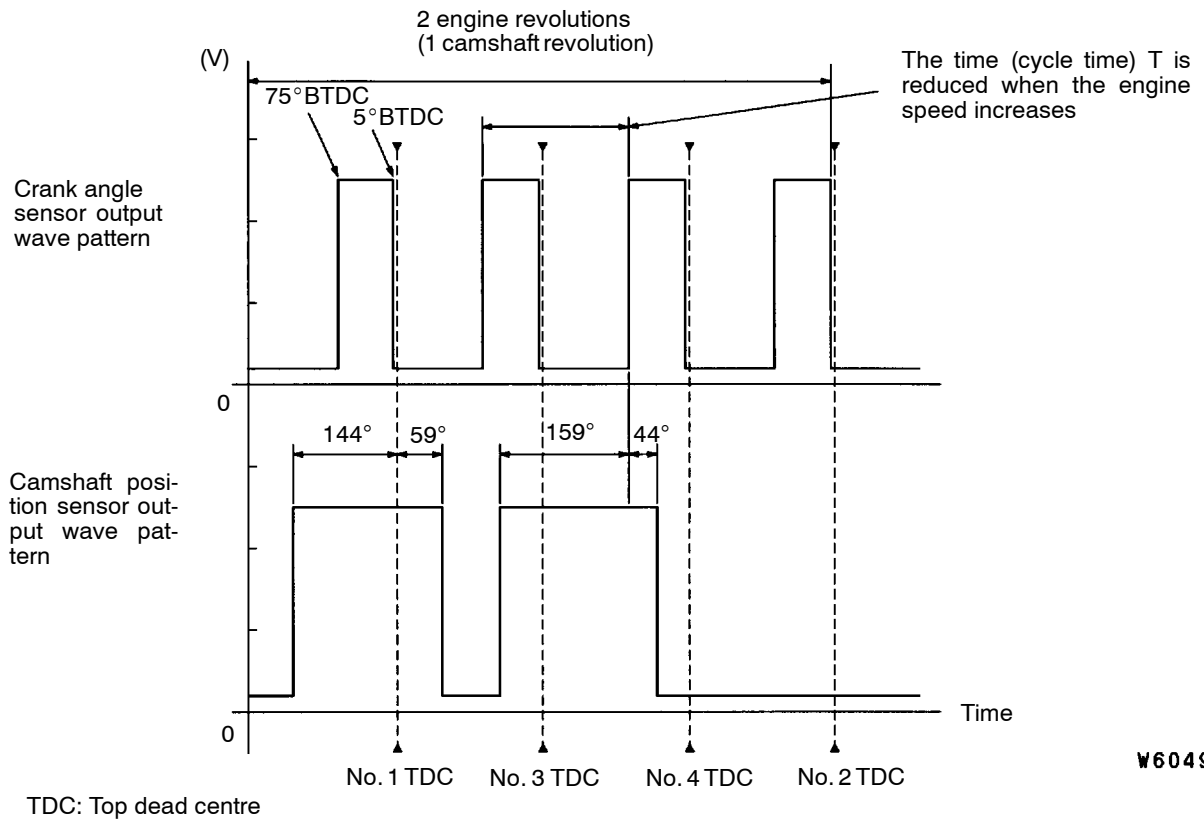 2 engine revolutions
(1 camshaft revolution)
(V)
The time (cycle time) T is
reduced when the engine
speed increases
75°BTDC
5°BTDC
Crank angle
sensor output
wave pattern
0
144°
59°
159°
44°
Camshaft posi-
tion sensor out-
put wave pat-
tern
Time
0
No. 1 TDC
No. 3 TDC
No. 4 TDC
No. 2 TDC
TDC: Top dead centre